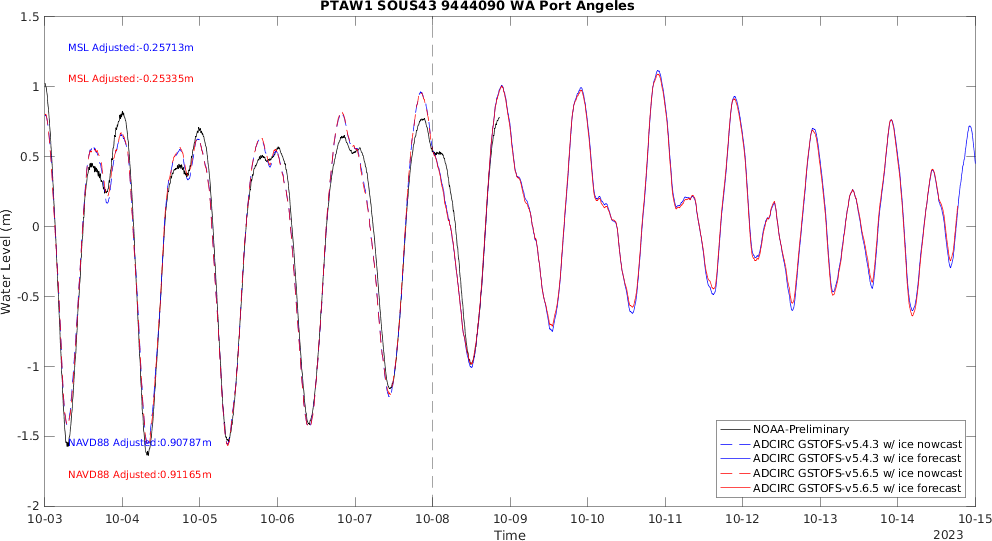 PTAW1 SOUS43 9444090 WA Port Angeles
1.5
1
0.5
0
-0.5
-1
-1.5
-2
Water Level (m)
MSL Adjusted:-0.25713m
MSL Adjusted:-0.25335m
NAVD88 Adjusted:0.90787m
NAVD88 Adjusted:0.91165m
NOAA-Preliminary
ADCIRC GSTOFS-v5.4.3 w/ ice nowcast
ADCIRC GSTOFS-v5.4.3 w/ ice forecast
ADCIRC GSTOFS-v5.6.5 w/ ice nowcast
ADCIRC GSTOFS-v5.6.5 w/ ice forecast
10-03 10-04 10-05 10-06 10-07 10-08 10-09 10-10 10-11 10-12 10-13 10-14 10-15
Time
2023